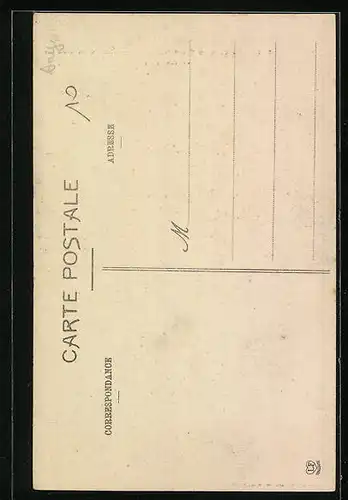 CARTE POSTALE
CORRESPONDANCE
ADRESSE
M
10